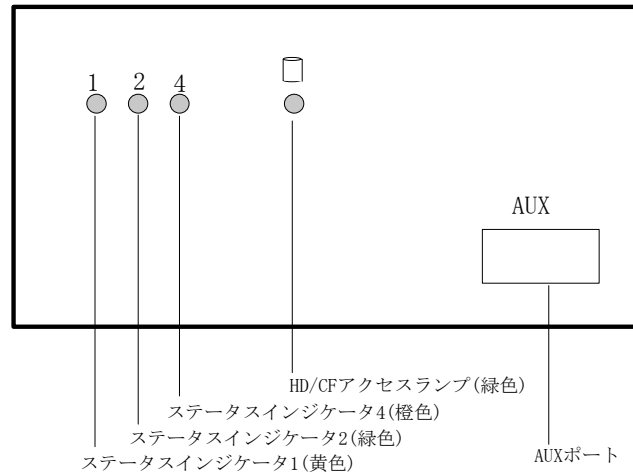 1 2 4
AUX
HD/CFアクセスランプ(緑色)
ステータスインジケータ4(橙色)
ステータスインジケータ2(緑色)
AUXポート
ステータスインジケータ1(黄色)